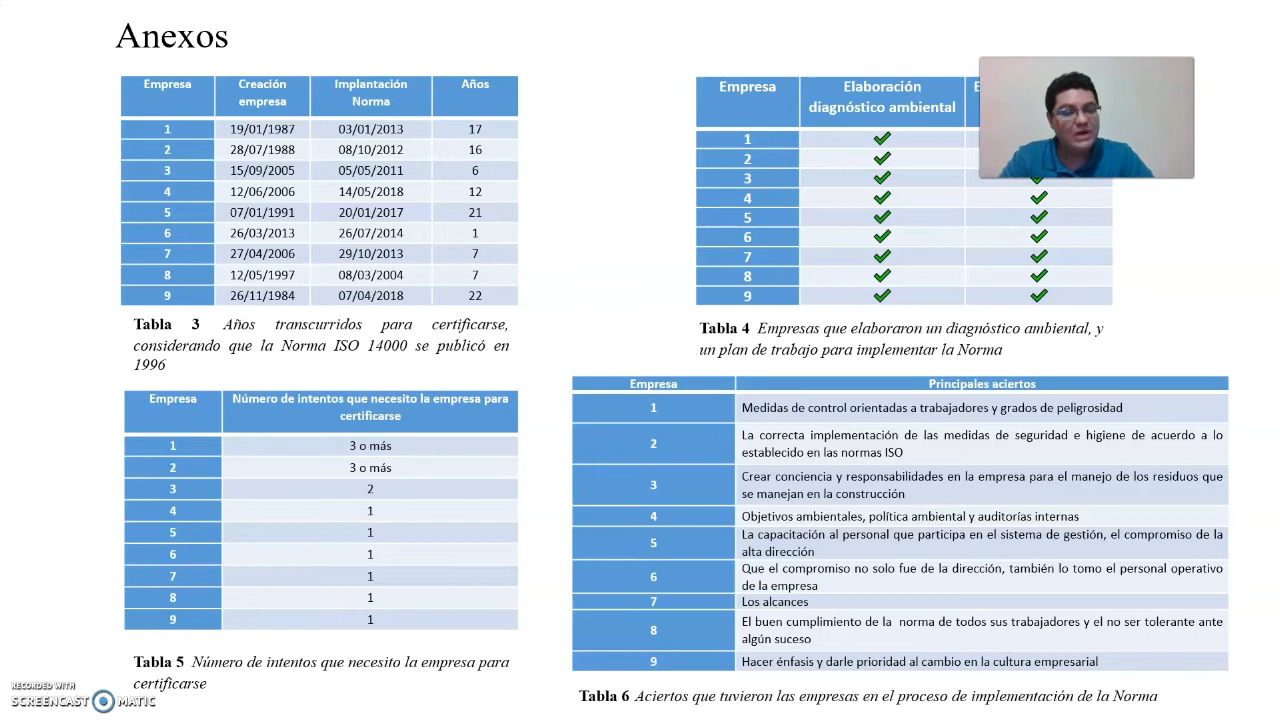 Anexos
Empresa Creación empresa Implantación Norma Años
1 19/01/1987 03/01/2013 17
2 28/07/1988 08/10/2012 16
3 15/09/2005 05/05/2011 6
4 12/06/2006 14/05/2018 12
5 07/01/1991 20/01/2017 21
6 26/03/2013 26/07/2014 1
7 27/04/2006 29/10/2013 7
8 12/05/1997 08/03/2004 7
9 26/11/1984 07/04/2018 22
Tabla 3 Años transcurridos para certificarse,
considerando que la Norma ISO 14000 se publicó en
1996
Empresa Elaboración
diagnóstico ambiental
1
2
3
4
5
6
7
8
9
Tabla 4 Empresas que elaboraron un diagnóstico ambiental, y
un plan de trabajo para implementar la Norma
Empresa Número de intentos que necesito la empresa para
certificarse
1 3 o más
2 3 o más
3 2
4 1
5 1
6 1
7 1
8 1
9 1
Tabla 5 Número de intentos que necesito la empresa para
certificarse
Empresa Principales aciertos
1 Medidas de control orientadas a trabajadores y grados de peligrosidad
2 La correcta implementación de las medidas de seguridad e higiene de acuerdo a lo
establecido en las normas ISO
3 Crear conciencia y responsabilidades en la empresa para el manejo de los residuos que
se manejan en la construcción
4 Objetivos ambientales, política ambiental y auditorías internas
5 La capacitación al personal que participa en el sistema de gestión, el compromiso de la
alta dirección
6 Que el compromiso no solo fue de la dirección, también lo tomo el personal operativo
de la empresa
7 Los alcances
8 El buen cumplimiento de la norma de todos sus trabajadores y el no ser tolerante ante
algún suceso
9 Hacer énfasis y darle prioridad al cambio en la cultura empresarial
Tabla 6 Aciertos que tuvieron las empresas en el proceso de implementación de la Norma
RECORDED WITH
SCREENCAST MATIC